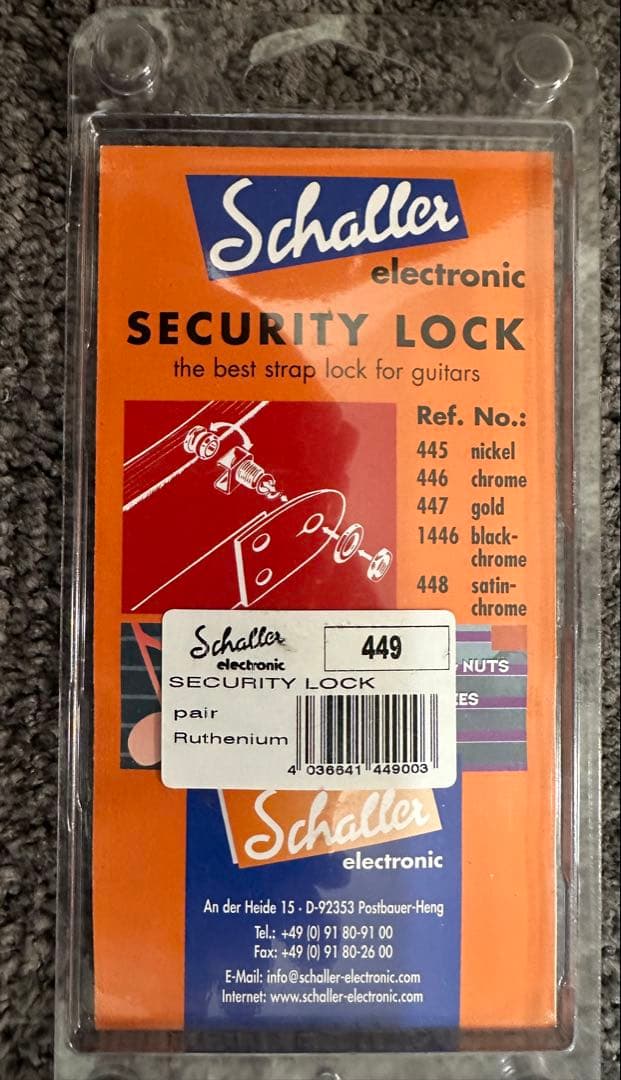 Schaller
electronic
SECURITY LOCK
the best strap lock for guitars
Ref. No.:
445 nickel
446 chrome
447 gold
1446 black-
chrome
448 satin-
chrome
NUTS
Schaller
electronic
449
SECURITY LOCK
pair
Ruthenium
4 036641 449003
Schaller
electronic
An der Heide 15 · D-92353 Postbauer-Heng
Tel.: +49 (0) 91 80-91 00
Fax: +49 (0) 91 80-26 00
E-Mail: info@schaller-electronic.com
Internet: www.schaller-electronic.com